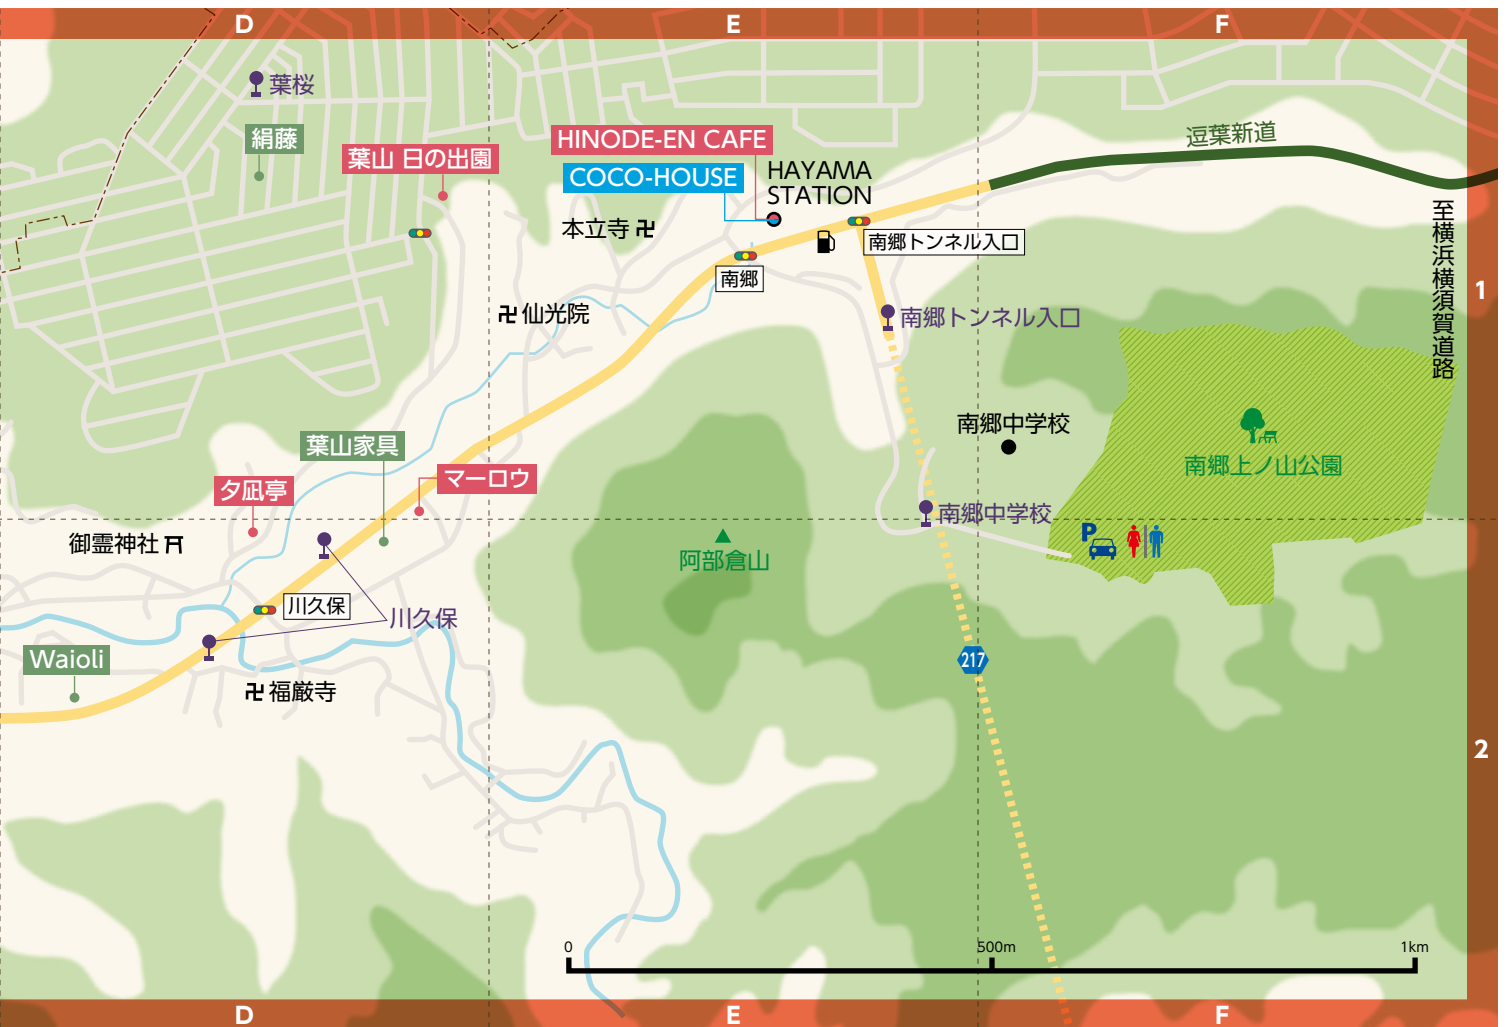 D
E
F
葉桜
絹藤
葉山 日の出園
HINODE-EN CAFE
COCO-HOUSE
HAYAMA
STATION
逗葉新道
至横浜横須賀道路
本立寺
南郷トンネル入口
南郷
1
仙光院
南郷トンネル入口
南郷中学校
南郷上ノ山公園
葉山家具
マーロウ
夕凪亭
南郷中学校
御霊神社
P
阿部倉山
川久保
川久保
217
Waioli
福厳寺
2
0
500m
1km
D
E
F